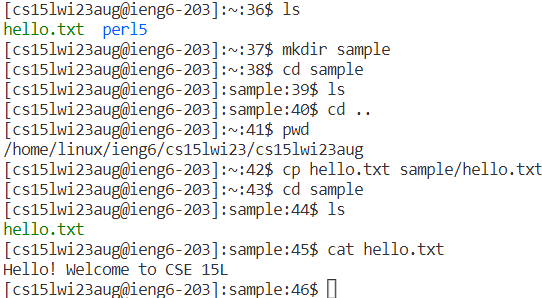 [cs15lwi23aug@ieng6-203]:~:36$ ls
hello.txt  perl5
[cs15lwi23aug@ieng6-203]:~:37$ mkdir sample
[cs15lwi23aug@ieng6-203]:~:38$ cd sample
[cs15lwi23aug@ieng6-203]:sample:39$ ls
[cs15lwi23aug@ieng6-203]:sample:40$ cd ..
[cs15lwi23aug@ieng6-203]:~:41$ pwd
/home/linux/ieng6/cs15lwi23/cs15lwi23aug
[cs15lwi23aug@ieng6-203]:~:42$ cp hello.txt sample/hello.txt
[cs15lwi23aug@ieng6-203]:~:43$ cd sample
[cs15lwi23aug@ieng6-203]:sample:44$ ls
hello.txt
[cs15lwi23aug@ieng6-203]:sample:45$ cat hello.txt
Hello! Welcome to CSE 15L
[cs15lwi23aug@ieng6-203]:sample:46$